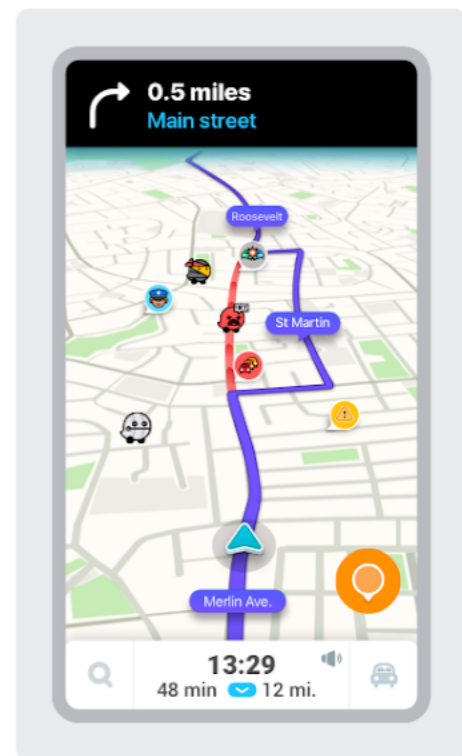 0.5 miles
Main street
Roosevelt
St Martin
Merlin Ave.
13:29
48 min 12 mi.